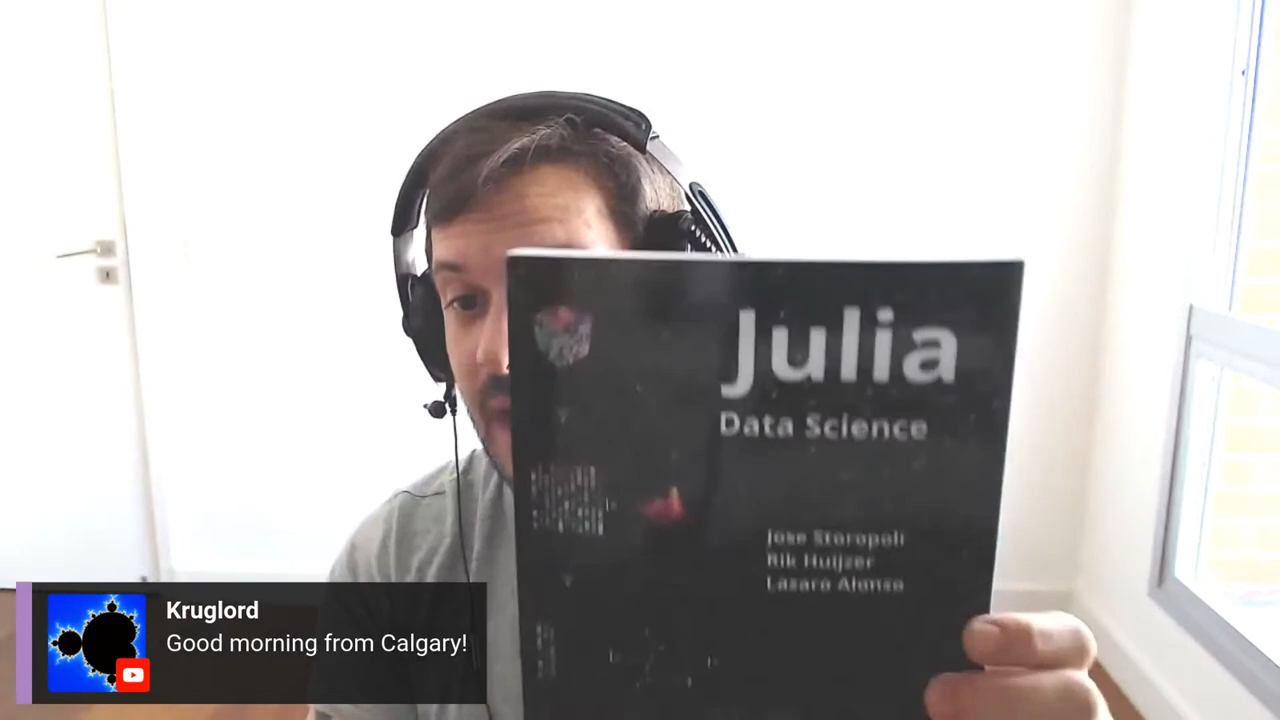 Julia
Data Science
Jose Storopoli
Rik Huijzer
Lazaro Alonso
Kruglord
Good morning from Calgary!